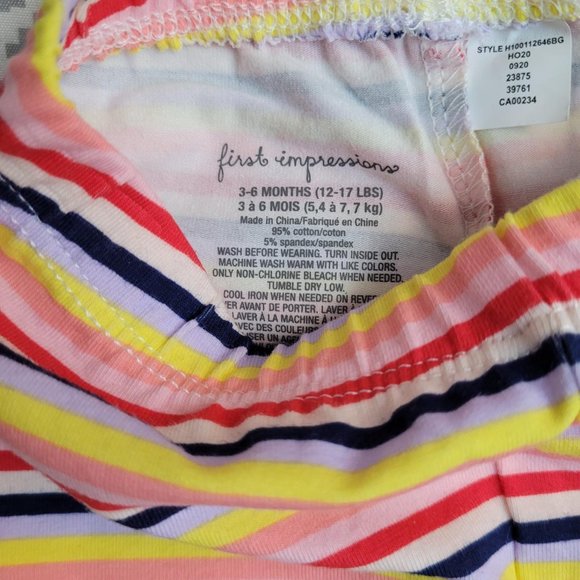 STYLE H100112646BG
HO20
0920
23875
39761
CA00234
first impressions
3-6 MONTHS (12-17 LBS)
3 à 6 MOIS (5,4 à 7,7 kg)
Made in China/Fabriqué en Chine
95% cotton/coton
5% spandex/spandex
WASH BEFORE WEARING. TURN INSIDE OUT.
MACHINE WASH WARM WITH LIKE COLORS.
ONLY NON-CHLORINE BLEACH WHEN NEEDED.
TUMBLE DRY LOW.
COOL IRON WHEN NEEDED ON REVER
VER AVANT DE PORTER. LAVER À
LAVER À LA MACHINE À
AVEC DES COULEURS